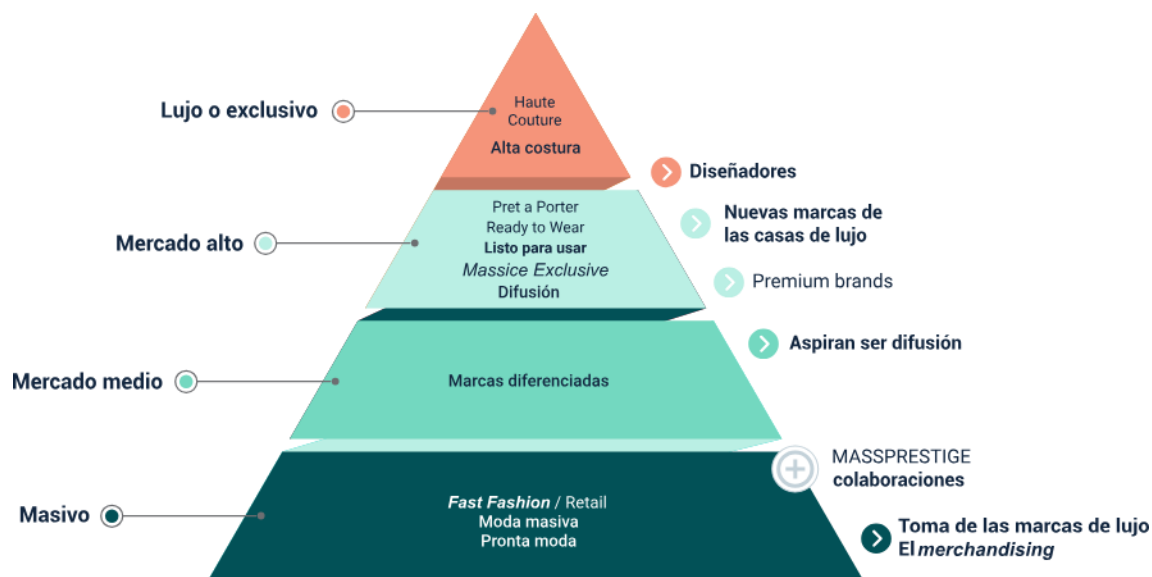 Lujo o exclusivo
Haute
Couture
Alta costura
Diseñadores
Mercado alto
Pret a Porter
Ready to Wear
Listo para usar
Massice Exclusive
Difusión
Nuevas marcas de
las casas de lujo
Premium brands
Mercado medio
Marcas diferenciadas
Aspiran ser difusión
MASSPRESTIGE
colaboraciones
Masivo
Fast Fashion / Retail
Moda masiva
Pronta moda
Toma de las marcas de lujo
El merchandising